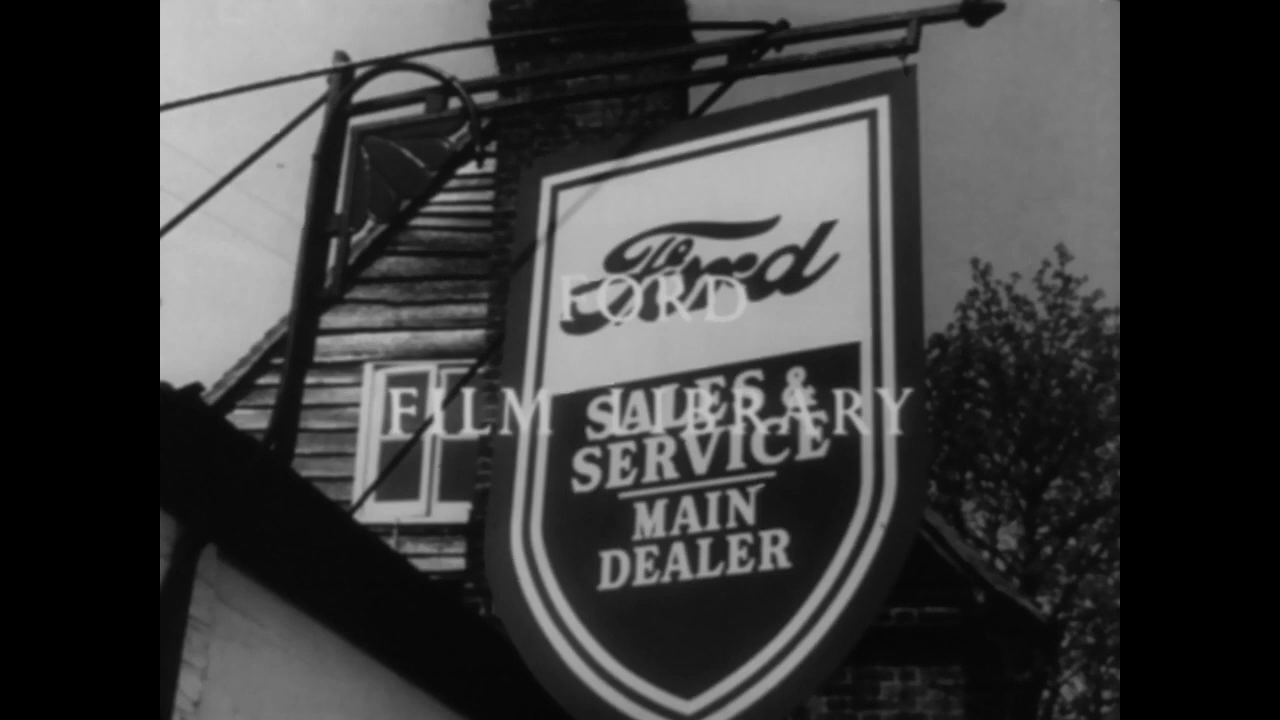 Ford
FORD
SALES &
FILM LIBRARY
SERVICE
MAIN
DEALER